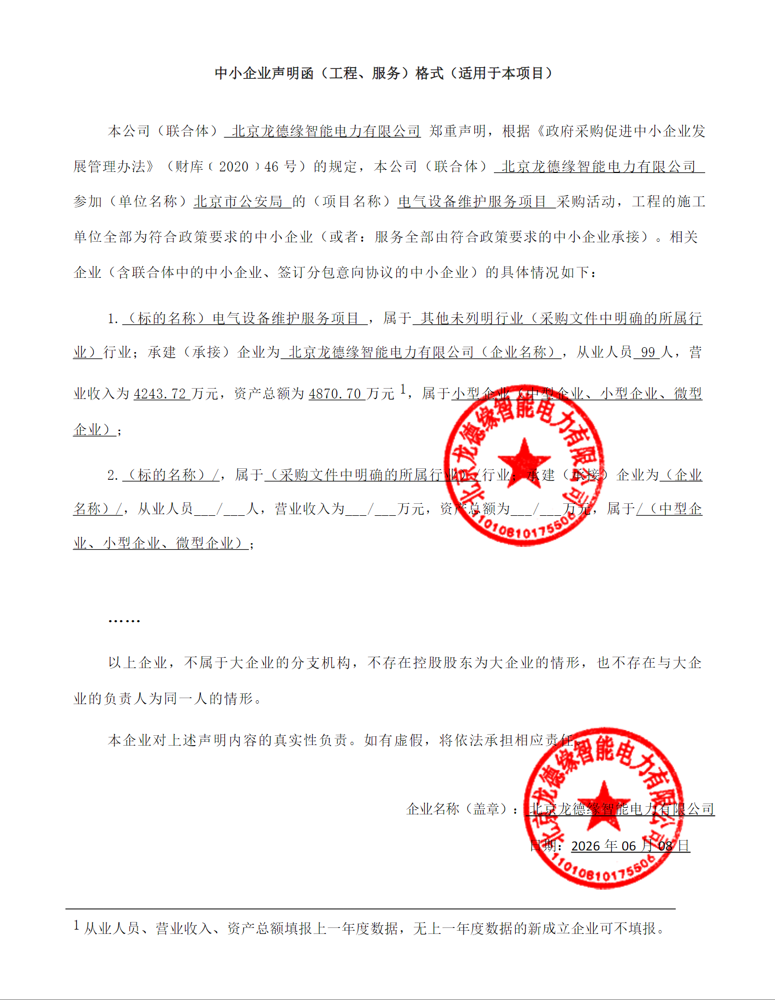 中小企业声明函（工程、服务）格式（适用于本项目）
本公司（联合体） 北京龙德缘智能电力有限公司 郑重声明，根据《政府采购促进中小企业发
展管理办法》（财库﹝2020﹞46 号）的规定，本公司（联合体） 北京龙德缘智能电力有限公司
参加（单位名称）北京市公安局 的（项目名称）电气设备维护服务项目 采购活动，工程的施工
单位全部为符合政策要求的中小企业（或者：服务全部由符合政策要求的中小企业承接）。相关
企业（含联合体中的中小企业、签订分包意向协议的中小企业）的具体情况如下：
1.（标的名称）电气设备维护服务项目 ，属于 其他未列明行业（采购文件中明确的所属行
业）行业；承建（承接）企业为 北京龙德缘智能电力有限公司（企业名称），从业人员 99 人，营
业收入为 4243.72 万元，资产总额为 4870.70 万元 1，属于小型企业（中型企业、小型企业、微型
企业）；
2.（标的名称）/，属于（采购文件中明确的所属行业）/行业；承建（承接）企业为（企业
名称）/，从业人员___/___人，营业收入为___/___万元，资产总额为___/___万元，属于/（中型企
业、小型企业、微型企业）；
北京龙德缘智能电力有限公司
11010810175506
……
以上企业，不属于大企业的分支机构，不存在控股股东为大企业的情形，也不存在与大企
业的负责人为同一人的情形。
本企业对上述声明内容的真实性负责。如有虚假，将依法承担相应责任。
企业名称（盖章）：北京龙德缘智能电力有限公司
日期：2026 年 06 月 08 日
北京龙德缘智能电力有限公司
11010810175506
1 从业人员、营业收入、资产总额填报上一年度数据，无上一年度数据的新成立企业可不填报。